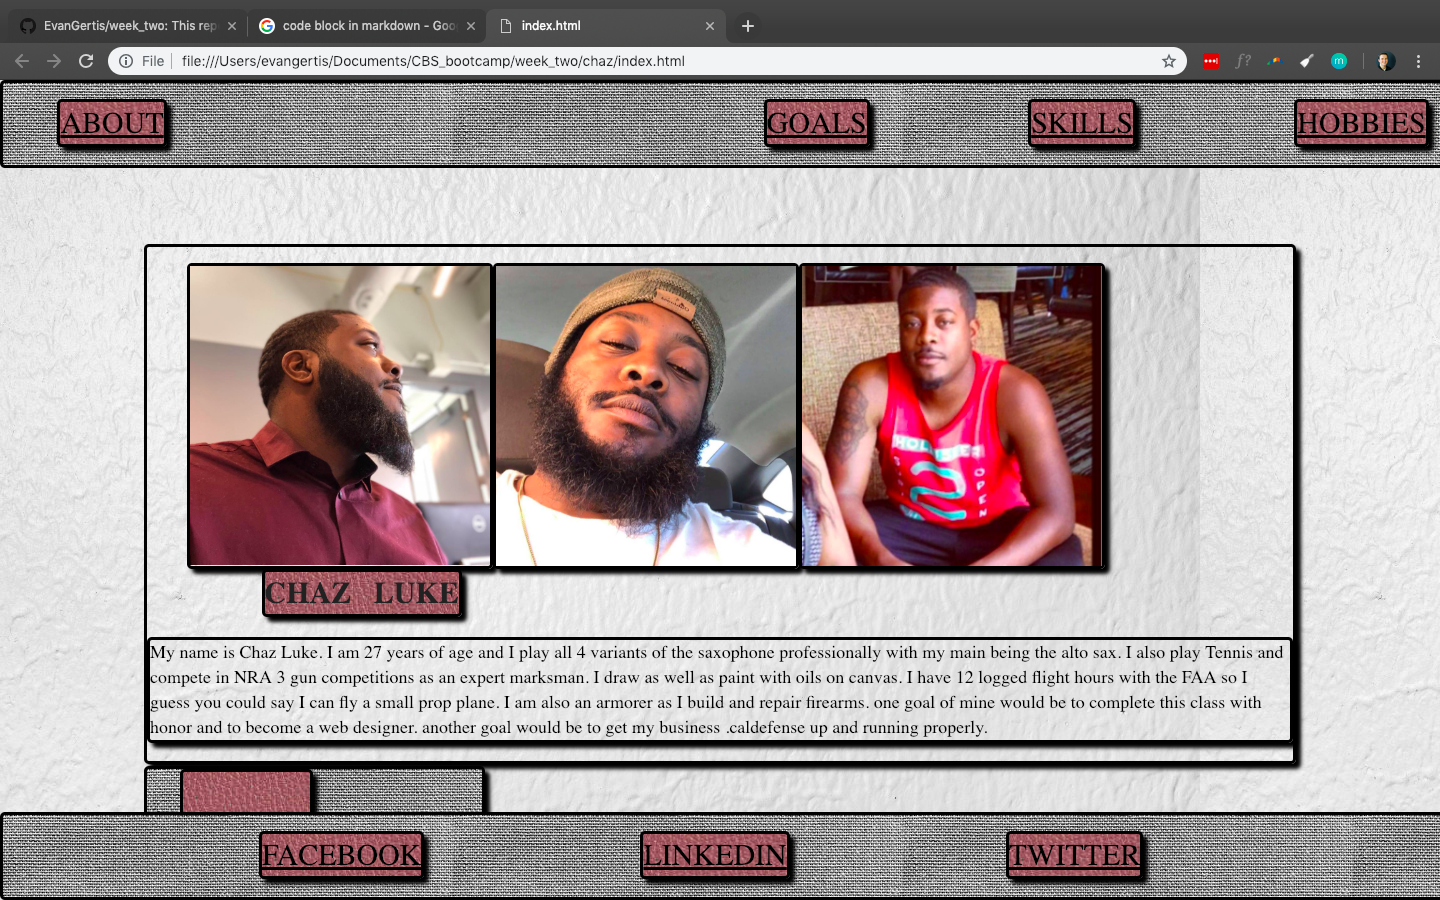 EvanGertis/week_two: This rep
code block in markdown - Goo
index.html
File
file:///Users/evangertis/Documents/CBS_bootcamp/week_two/chaz/index.html
f?
m
ABOUT
GOALS
SKILLS
HOBBIES
HOLLISTER
2
OPEN
CHAZ LUKE
My name is Chaz Luke. I am 27 years of age and I play all 4 variants of the saxophone professionally with my main being the alto sax. I also play Tennis and
compete in NRA 3 gun competitions as an expert marksman. I draw as well as paint with oils on canvas. I have 12 logged flight hours with the FAA so I
guess you could say I can fly a small prop plane. I am also an armorer as I build and repair firearms. one goal of mine would be to complete this class with
honor and to become a web designer. another goal would be to get my business .caldefense up and running properly.
FACEBOOK
LINKEDIN
TWITTER